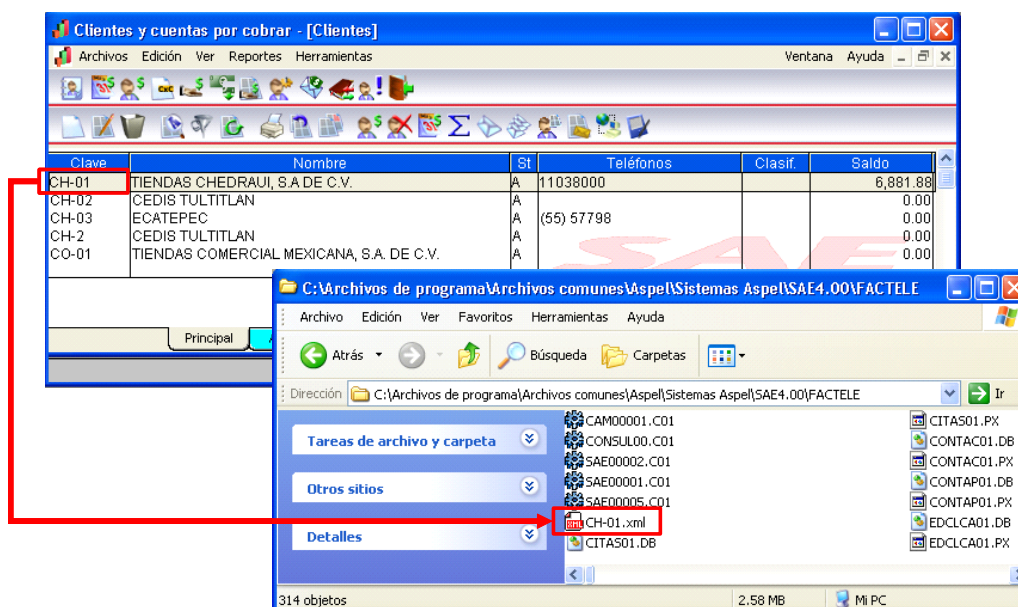 Clientes y cuentas por cobrar - [Clientes]
Archivos Edición Ver Reportes Herramientas Ventana Ayuda
Clave Nombre St Teléfonos Clasif. Saldo
CH-01 TIENDAS CHEDRAUI, S.A DE C.V. A 11038000 6,881.88
CH-02 CEDIS TULTITLAN A 0.00
CH-03 ECATEPEC A (55) 57798 0.00
CH-2 CEDIS TULTITLAN A 0.00
CO-01 TIENDAS COMERCIAL MEXICANA, S.A. DE C.V. A 0.00
SAE
Principal
C:\Archivos de programa\Archivos comunes\Aspel\Sistemas Aspel\SAE4.00\FACTELE
Archivo Edición Ver Favoritos Herramientas Ayuda
Atrás Búsqueda Carpetas
Dirección C:\Archivos de programa\Archivos comunes\Aspel\Sistemas Aspel\SAE4.00\FACTELE Ir
Tareas de archivo y carpeta
Otros sitios
Detalles
CAM00001.C01
CONSUL00.C01
SAE00002.C01
SAE00001.C01
SAE00005.C01
CH-01.xml
CITAS01.DB
CITAS01.PX
CONTAC01.DB
CONTAC01.PX
CONTAP01.DB
CONTAP01.PX
EDCLCA01.DB
EDCLCA01.PX
314 objetos 2.58 MB Mi PC